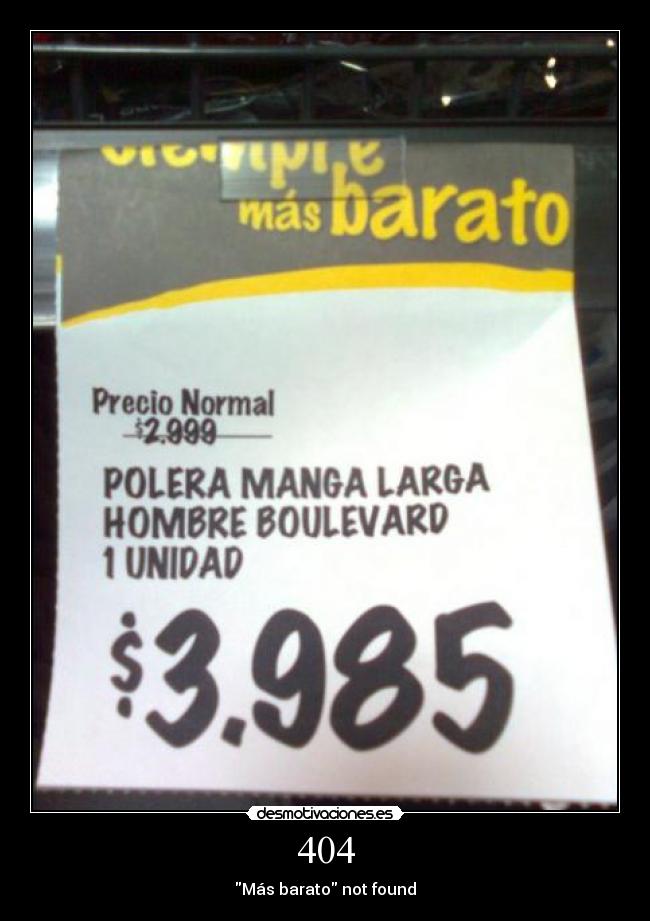 siempre
más barato
Precio Normal
$2.999
POLERA MANGA LARGA
HOMBRE BOULEVARD
1 UNIDAD
$3.985
desmotivaciones.es
404
"Más barato" not found